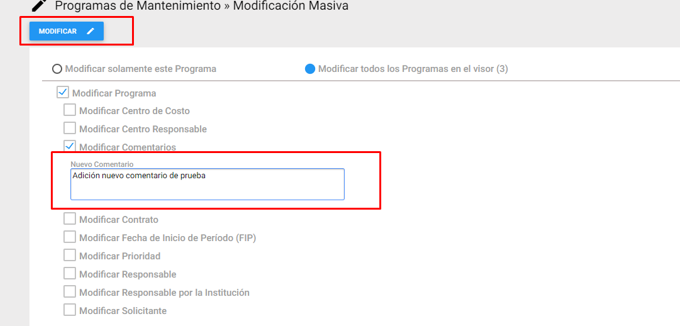 Programas de Mantenimiento » Modificación Masiva
MODIFICAR
Modificar solamente este Programa
Modificar todos los Programas en el visor (3)
Modificar Programa
Modificar Centro de Costo
Modificar Centro Responsable
Modificar Comentarios
Nuevo Comentario
Adición nuevo comentario de prueba
Modificar Contrato
Modificar Fecha de Inicio de Período (FIP)
Modificar Prioridad
Modificar Responsable
Modificar Responsable por la Institución
Modificar Solicitante